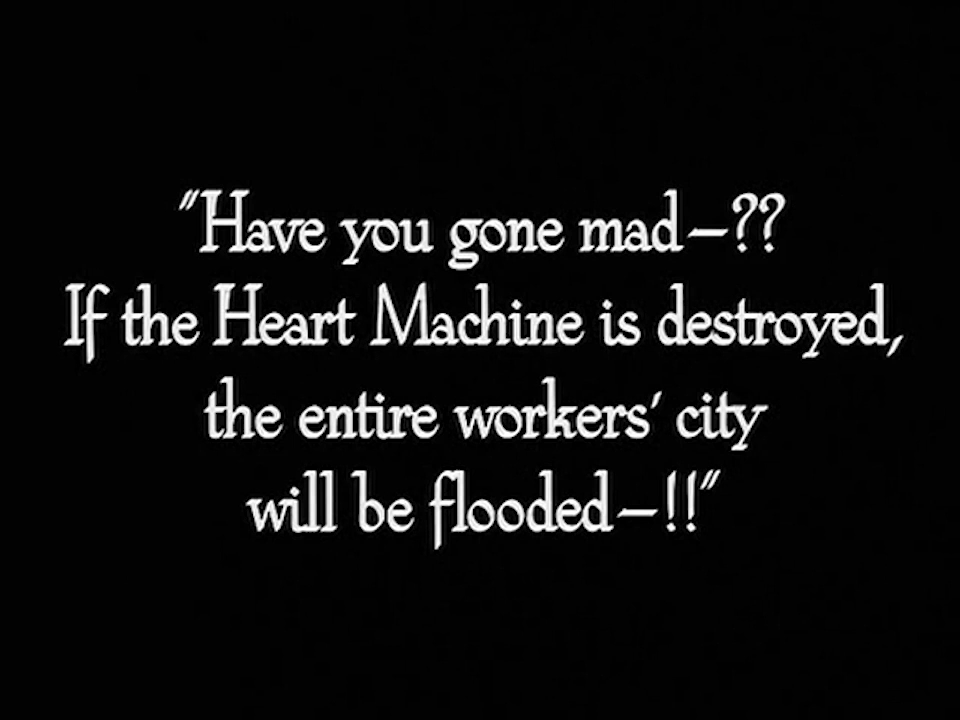 "Have you gone mad—??
If the Heart Machine is destroyed,
the entire workers' city
will be flooded—!!"